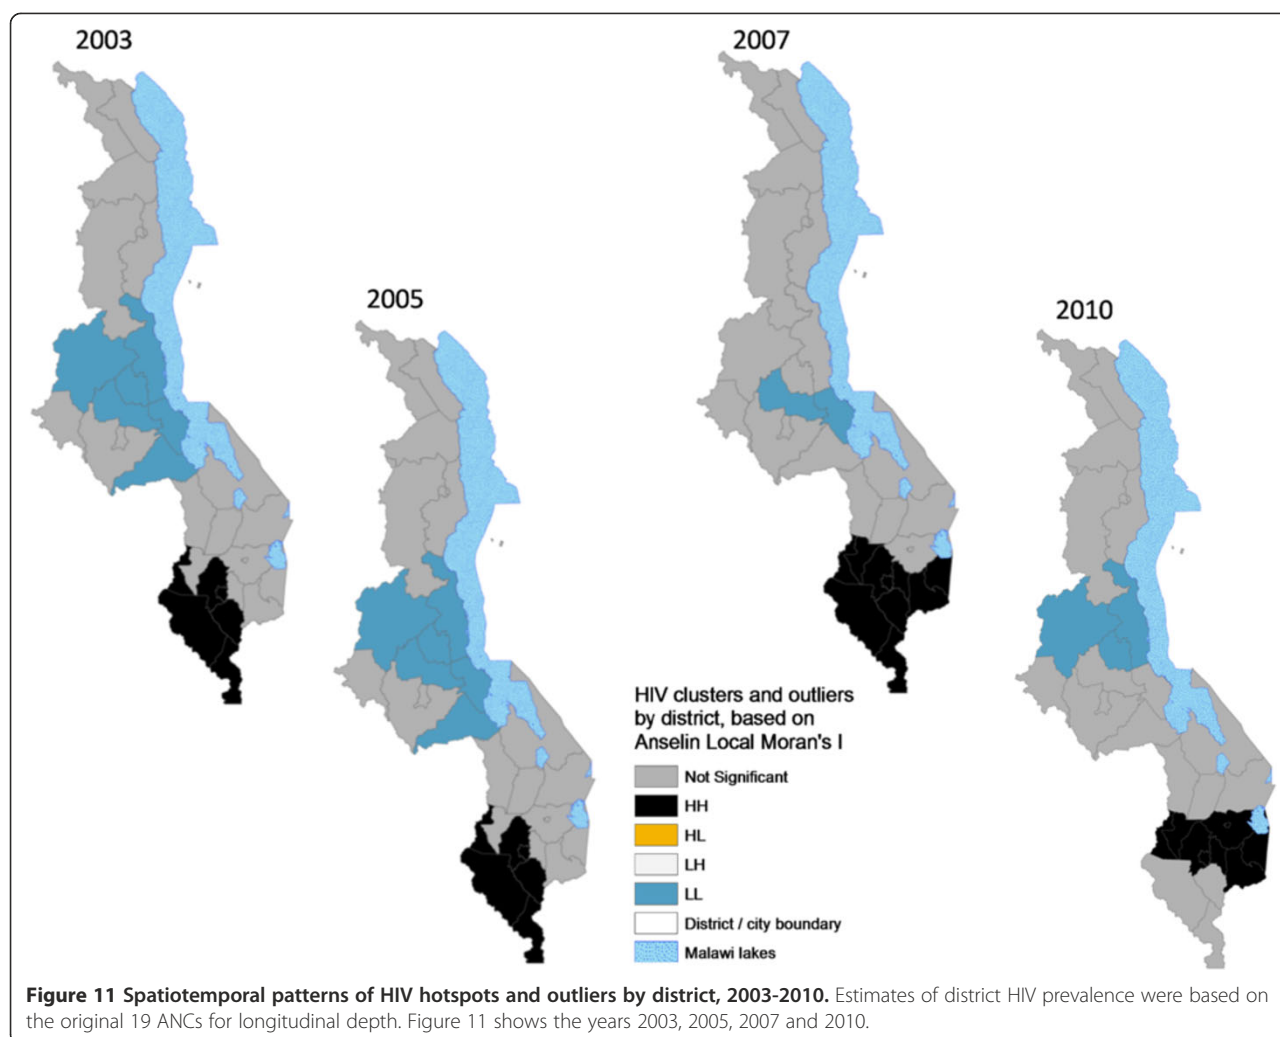 2003
2007
2005
2010
HIV clusters and outliers
by district, based on
Anselin Local Moran's I
Not Significant
HH
HL
LH
LL
District / city boundary
Malawi lakes
Figure 11 Spatiotemporal patterns of HIV hotspots and outliers by district, 2003-2010. Estimates of district HIV prevalence were based on
the original 19 ANCs for longitudinal depth. Figure 11 shows the years 2003, 2005, 2007 and 2010.